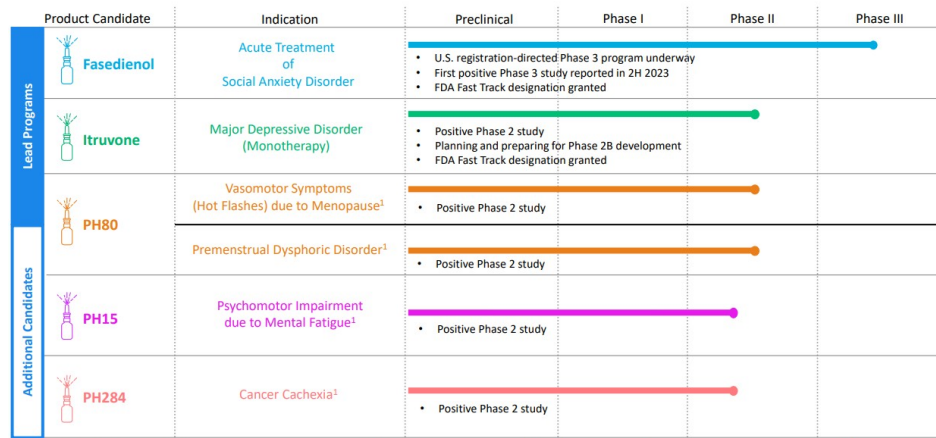 Product Candidate Indication Preclinical Phase I Phase II Phase III
Lead Programs
Fasedienol
Acute Treatment
of
Social Anxiety Disorder
• U.S. registration-directed Phase 3 program underway
• First positive Phase 3 study reported in 2H 2023
• FDA Fast Track designation granted
Itruvone
Major Depressive Disorder
(Monotherapy)
• Positive Phase 2 study
• Planning and preparing for Phase 2B development
• FDA Fast Track designation granted
PH80
Vasomotor Symptoms
(Hot Flashes) due to Menopause¹
• Positive Phase 2 study
Additional Candidates
Premenstrual Dysphoric Disorder¹
• Positive Phase 2 study
PH15
Psychomotor Impairment
due to Mental Fatigue¹
• Positive Phase 2 study
PH284
Cancer Cachexia¹
• Positive Phase 2 study